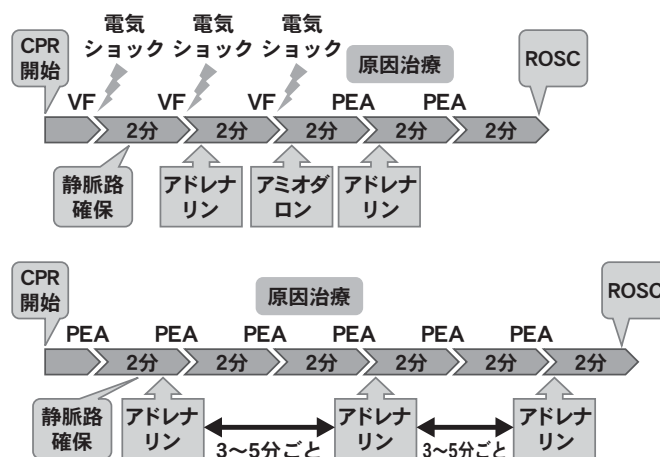 電気
ショック
電気
ショック
電気
ショック
CPR
開始
原因治療
ROSC
VF
VF
VF
PEA
PEA
2分
2分
2分
2分
2分
静脈路
確保
アドレナ
リン
アミオダ
ロン
アドレナ
リン
CPR
開始
原因治療
ROSC
PEA
PEA
PEA
PEA
PEA
PEA
2分
2分
2分
2分
2分
2分
静脈路
確保
アドレナ
リン
3〜5分ごと
アドレナ
リン
3〜5分ごと
アドレナ
リン